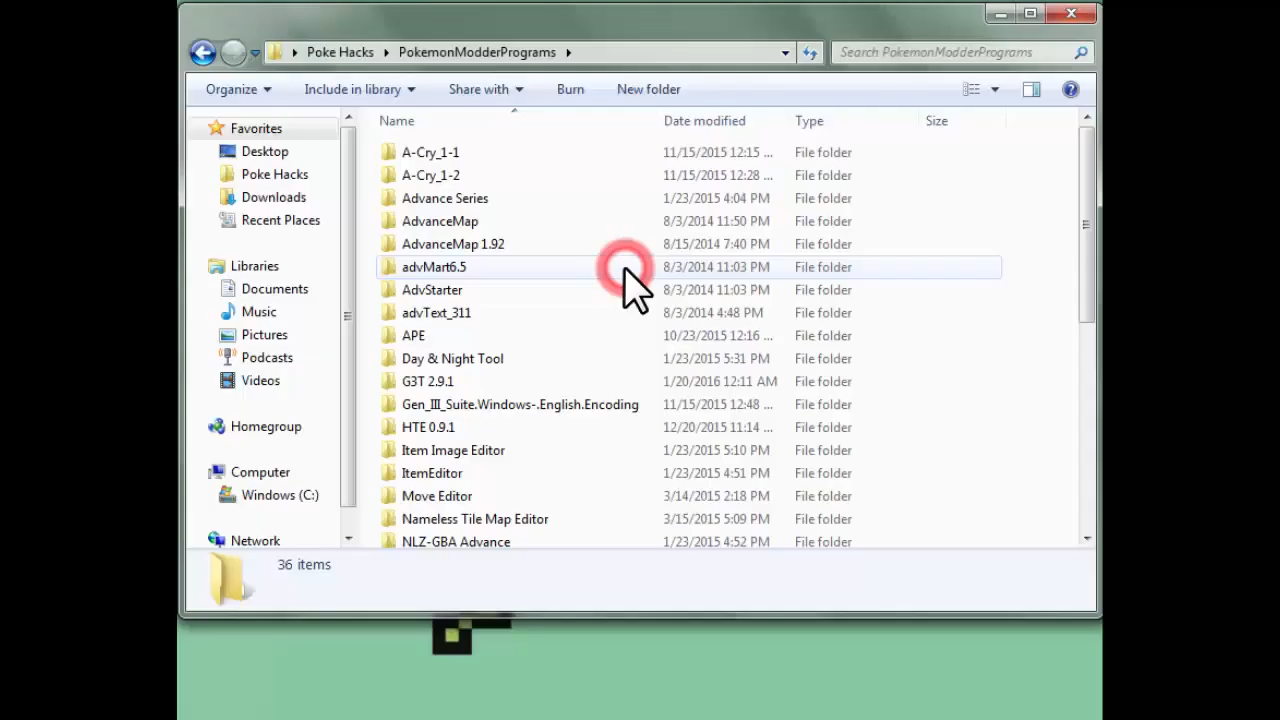 Poke Hacks PokemonModderPrograms Search PokemonModderPrograms
Organize Include in library Share with Burn New folder
Favorites
Desktop
Poke Hacks
Downloads
Recent Places
Libraries
Documents
Music
Pictures
Podcasts
Videos
Homegroup
Computer
Windows (C:)
Network
Name Date modified Type Size
A-Cry_1-1 11/15/2015 12:15 ... File folder
A-Cry_1-2 11/15/2015 12:28 ... File folder
Advance Series 1/23/2015 4:04 PM File folder
AdvanceMap 8/3/2014 11:50 PM File folder
AdvanceMap 1.92 8/15/2014 7:40 PM File folder
advMart6.5 8/3/2014 11:03 PM File folder
AdvStarter 8/3/2014 11:03 PM File folder
advText_311 8/3/2014 4:48 PM File folder
APE 10/23/2015 12:16 ... File folder
Day & Night Tool 1/23/2015 5:31 PM File folder
G3T 2.9.1 1/20/2016 12:11 AM File folder
Gen_III_Suite.Windows-.English.Encoding 11/15/2015 12:48 ... File folder
HTE 0.9.1 12/20/2015 11:14 ... File folder
Item Image Editor 1/23/2015 5:10 PM File folder
ItemEditor 1/23/2015 4:51 PM File folder
Move Editor 3/14/2015 2:18 PM File folder
Nameless Tile Map Editor 3/15/2015 5:09 PM File folder
NLZ-GBA Advance 1/23/2015 4:52 PM File folder
36 items